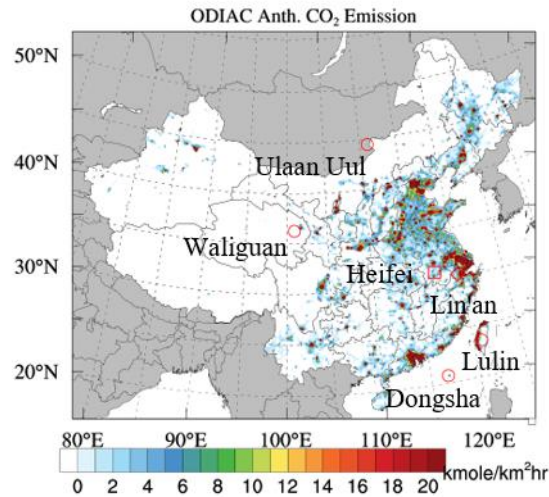 ODIAC Anth. CO₂ Emission
50°N
Ulaan Uul
40°N
Waliguan
30°N
Heifei
Lin'an
Lulin
20°N
Dongsha
80°E 90°E 100°E 110°E 120°E
0 2 4 6 8 10 12 14 16 18 20 kmole/km²hr